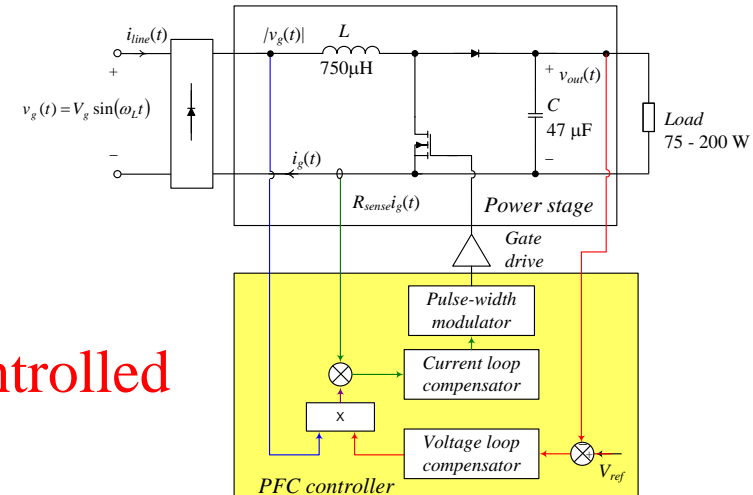 i_line(t)
|v_g(t)|
L
750μH
+
v_g(t) = V_g sin(ω_L t)
−
+ v_out(t)
C
47 μF
−
Load
75 - 200 W
i_g(t)
R_sense i_g(t)
Power stage
Gate
drive
Pulse-width
modulator
Current loop
compensator
ntrolled
x
Voltage loop
compensator
−
+
V_ref
PFC controller